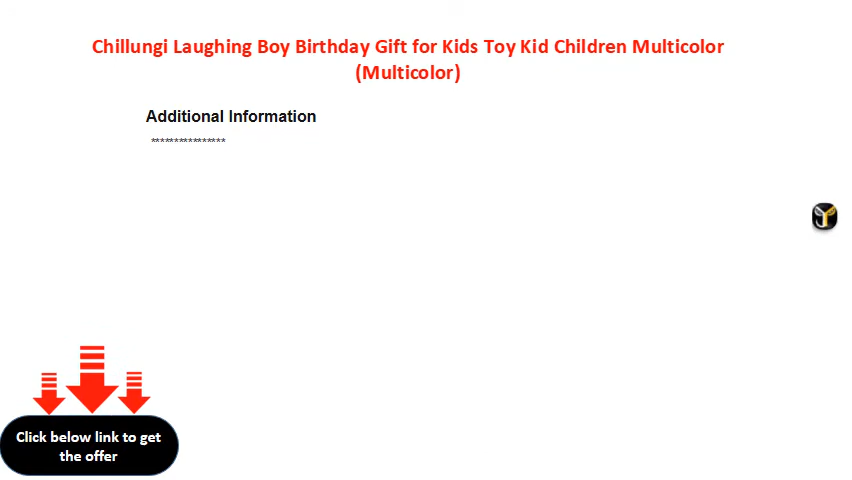 Chillungi Laughing Boy Birthday Gift for Kids Toy Kid Children Multicolor
(Multicolor)
Additional Information
***************
Click below link to get
the offer